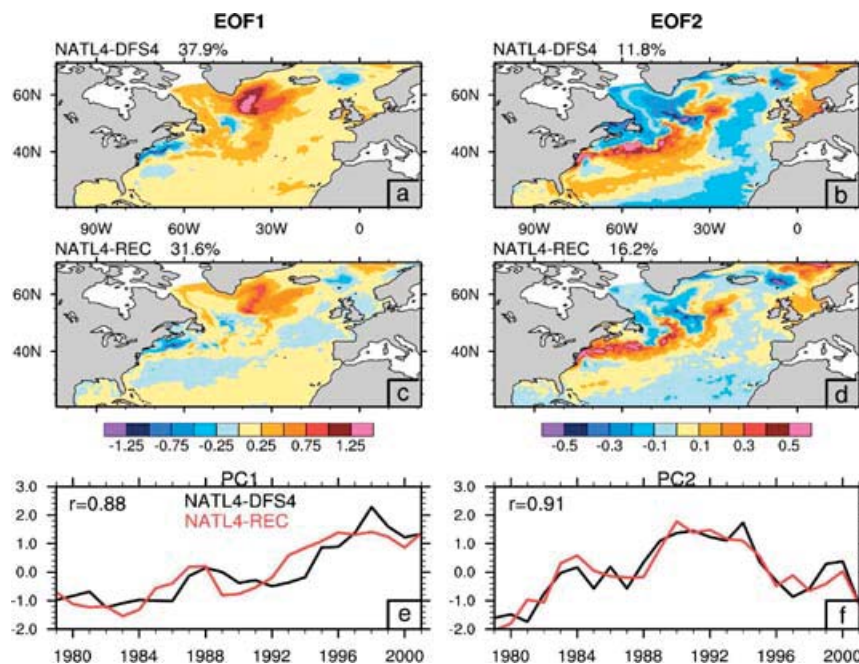 EOF1
EOF2
NATL4-DFS4 37.9%
NATL4-DFS4 11.8%
60N
40N
a
60N
40N
b
90W 60W 30W 0
90W 60W 30W 0
NATL4-REC 31.6%
NATL4-REC 16.2%
60N
40N
c
60N
40N
d
-1.25 -0.75 -0.25 0.25 0.75 1.25
-0.5 -0.3 -0.1 0.1 0.3 0.5
PC1
PC2
3.0
2.0
1.0
0.0
-1.0
-2.0
r=0.88
NATL4-DFS4
NATL4-REC
e
3.0
2.0
1.0
0.0
-1.0
-2.0
r=0.91
f
1980 1984 1988 1992 1996 2000
1980 1984 1988 1992 1996 2000